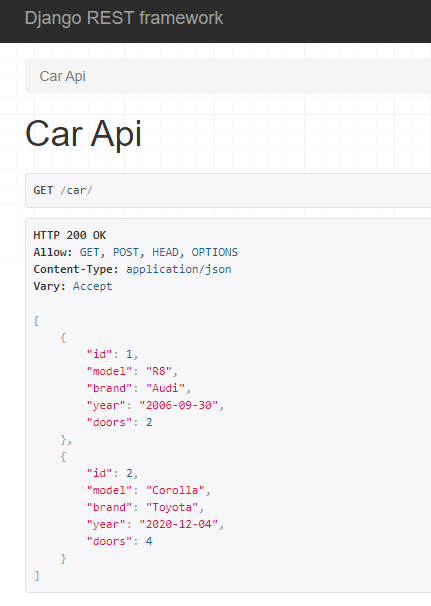 Django REST framework
Car Api
Car Api
GET /car/
HTTP 200 OK
Allow: GET, POST, HEAD, OPTIONS
Content-Type: application/json
Vary: Accept
[
    {
        "id": 1,
        "model": "R8",
        "brand": "Audi",
        "year": "2006-09-30",
        "doors": 2
    },
    {
        "id": 2,
        "model": "Corolla",
        "brand": "Toyota",
        "year": "2020-12-04",
        "doors": 4
    }
]